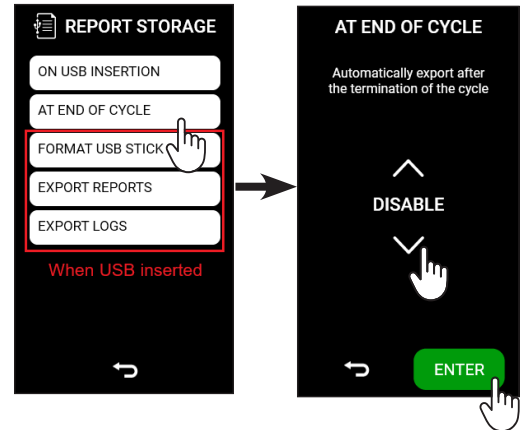 REPORT STORAGE
ON USB INSERTION
AT END OF CYCLE
FORMAT USB STICK
EXPORT REPORTS
EXPORT LOGS
When USB inserted
AT END OF CYCLE
Automatically export after
the termination of the cycle
DISABLE
ENTER